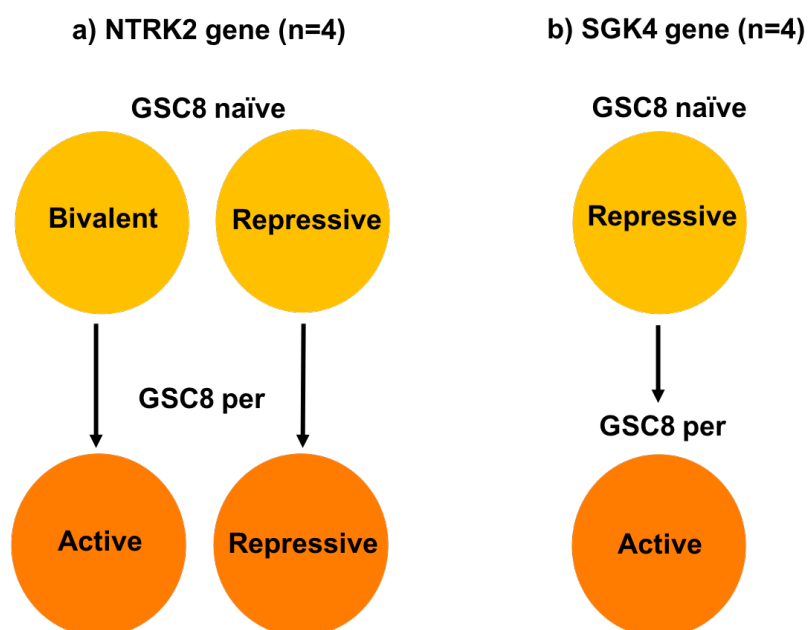 a) NTRK2 gene (n=4)
GSC8 naïve
Bivalent
Repressive
GSC8 per
Active
Repressive
b) SGK4 gene (n=4)
GSC8 naïve
Repressive
GSC8 per
Active